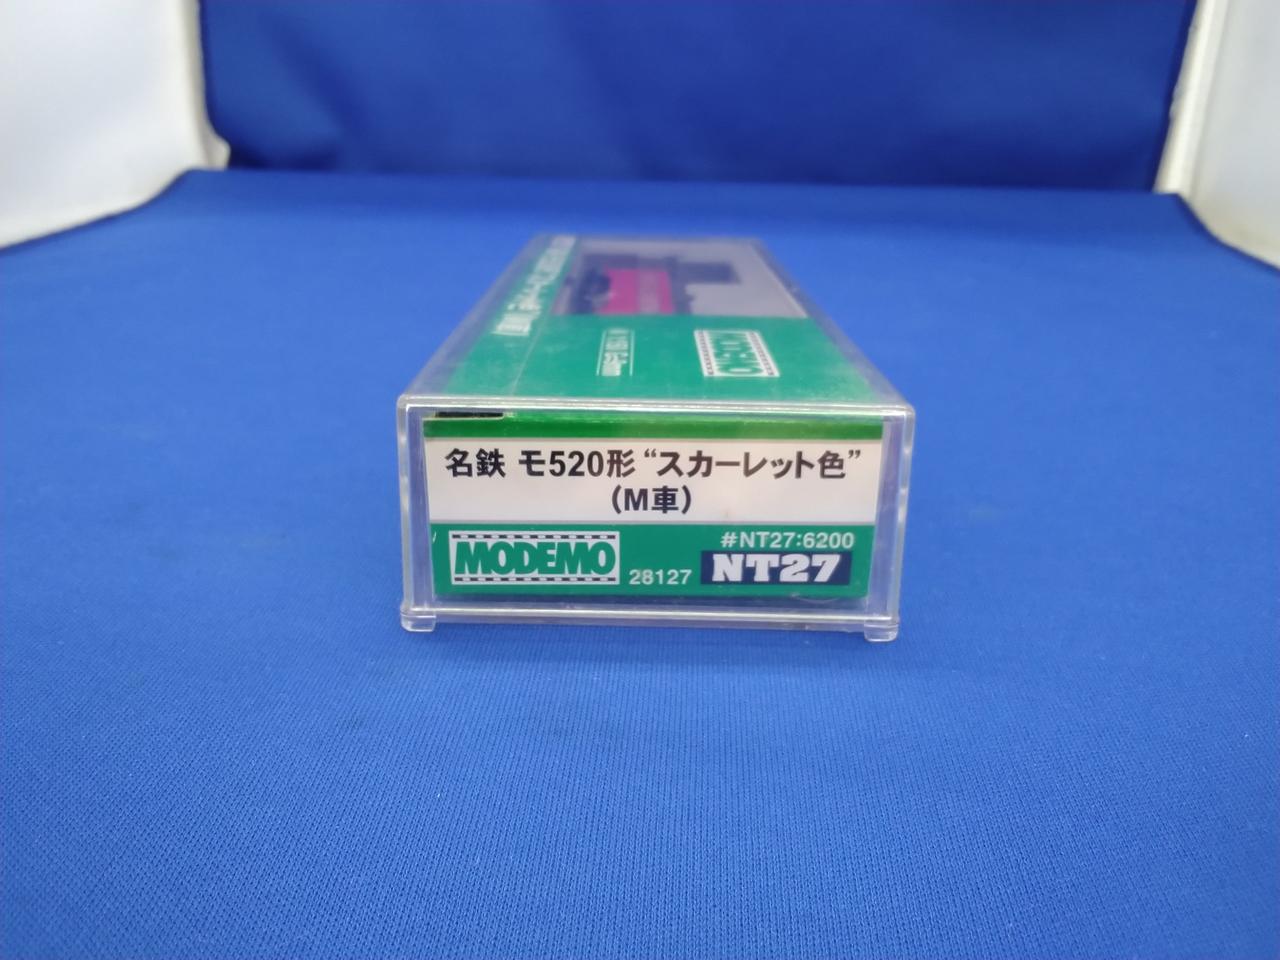 MODEMO
名鉄 モ520形“スカーレット色”
(M車)
MODEMO
28127
#NT27:6200
NT27